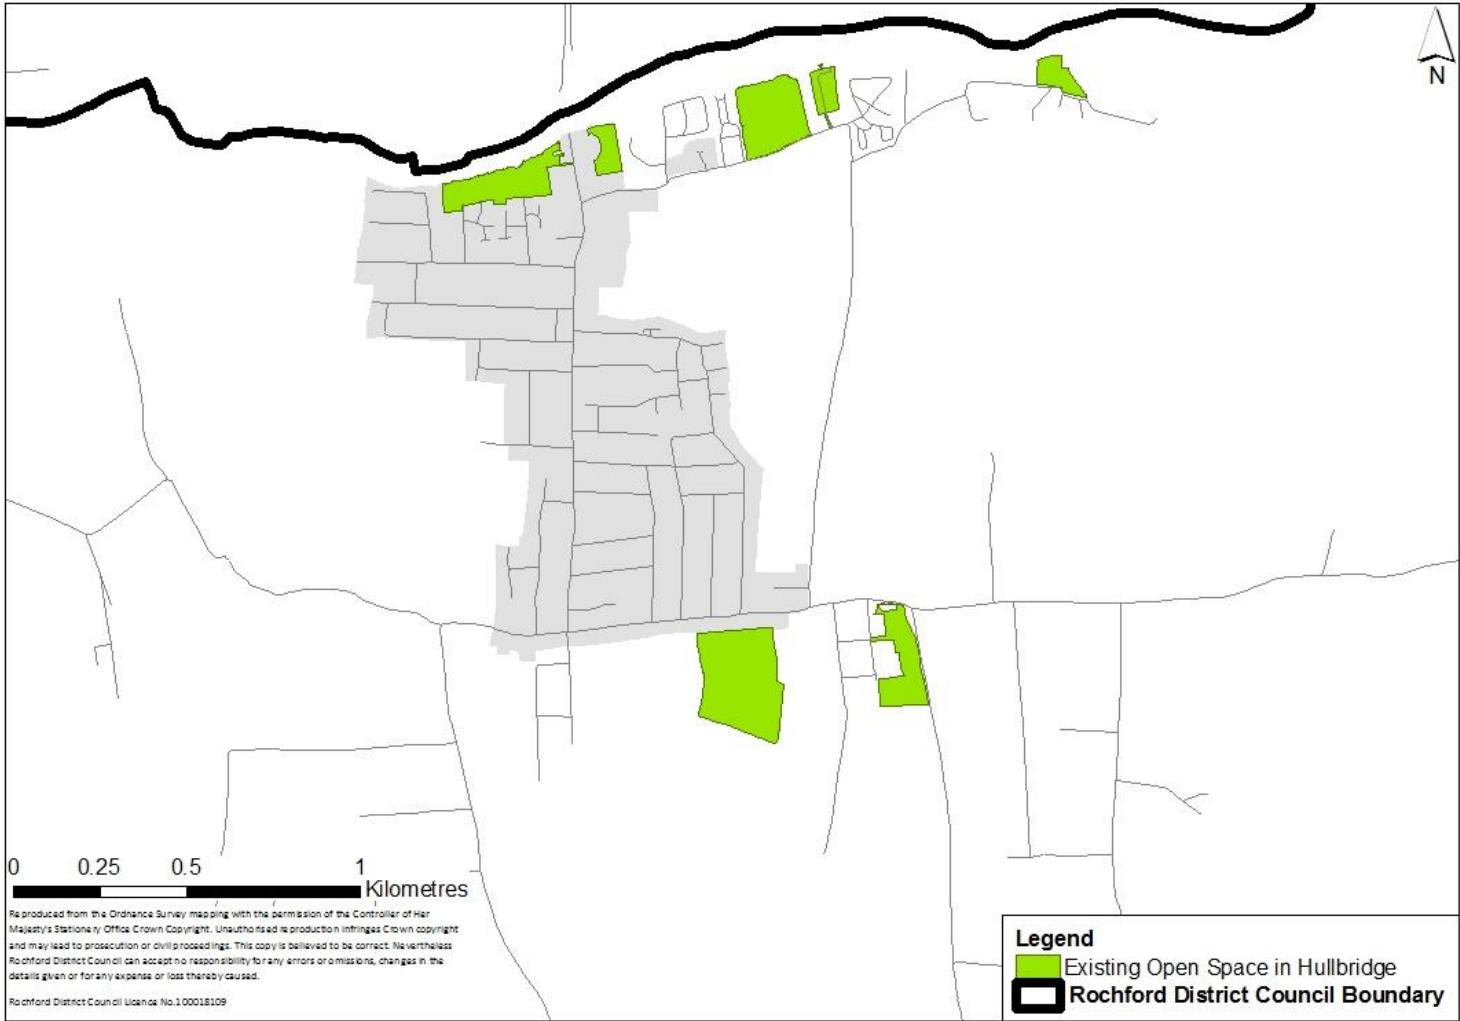 N
0 0.25 0.5 1
Kilometres
Reproduced from the Ordnance Survey mapping with the permission of the Controller of Her
Majesty's Stationery Office Crown Copyright. Unauthorised reproduction infringes Crown copyright
and may lead to prosecution or civil proceedings. This copy is believed to be correct. Nevertheless
Rochford District Council can accept no responsibility for any errors or omissions, changes in the
details given or for any expense or loss thereby caused.
Rochford District Council Licence No.100018109
Legend
Existing Open Space in Hullbridge
Rochford District Council Boundary